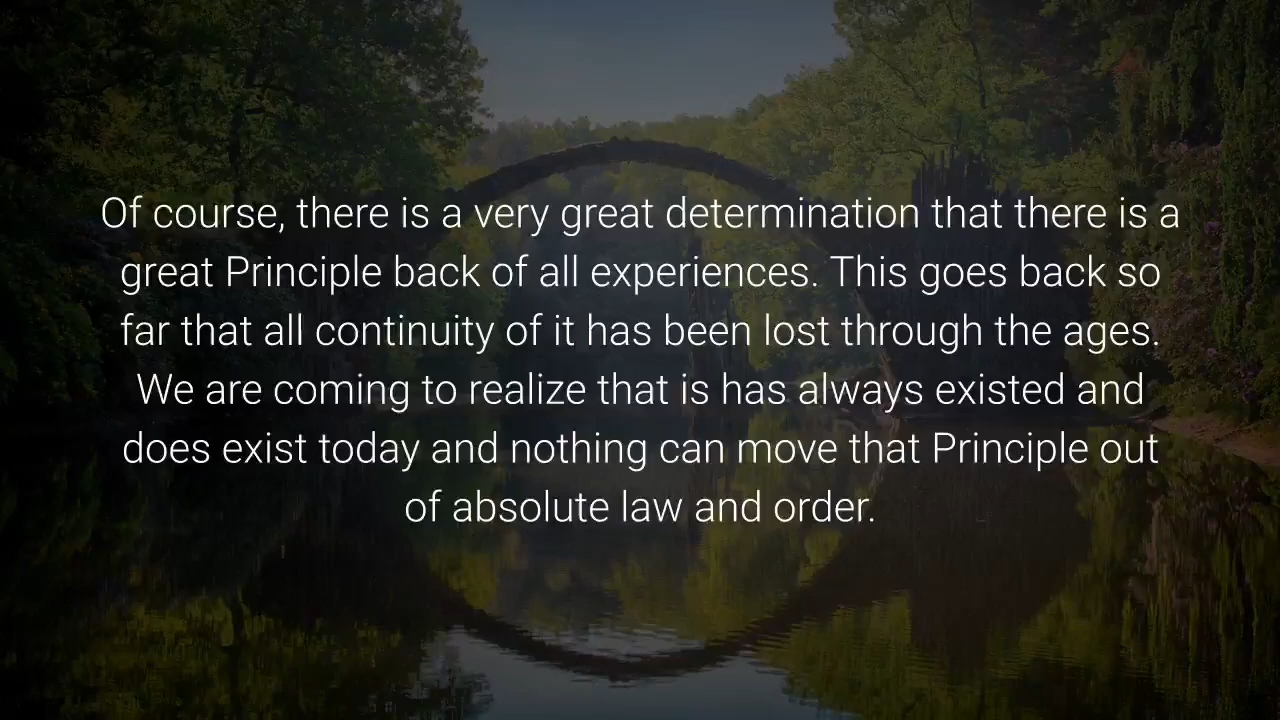 Of course, there is a very great determination that there is a
great Principle back of all experiences. This goes back so
far that all continuity of it has been lost through the ages.
We are coming to realize that is has always existed and
does exist today and nothing can move that Principle out
of absolute law and order.